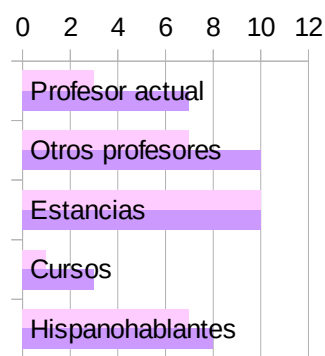 0 2 4 6 8 10 12
Profesor actual
Otros profesores
Estancias
Cursos
Hispanohablantes